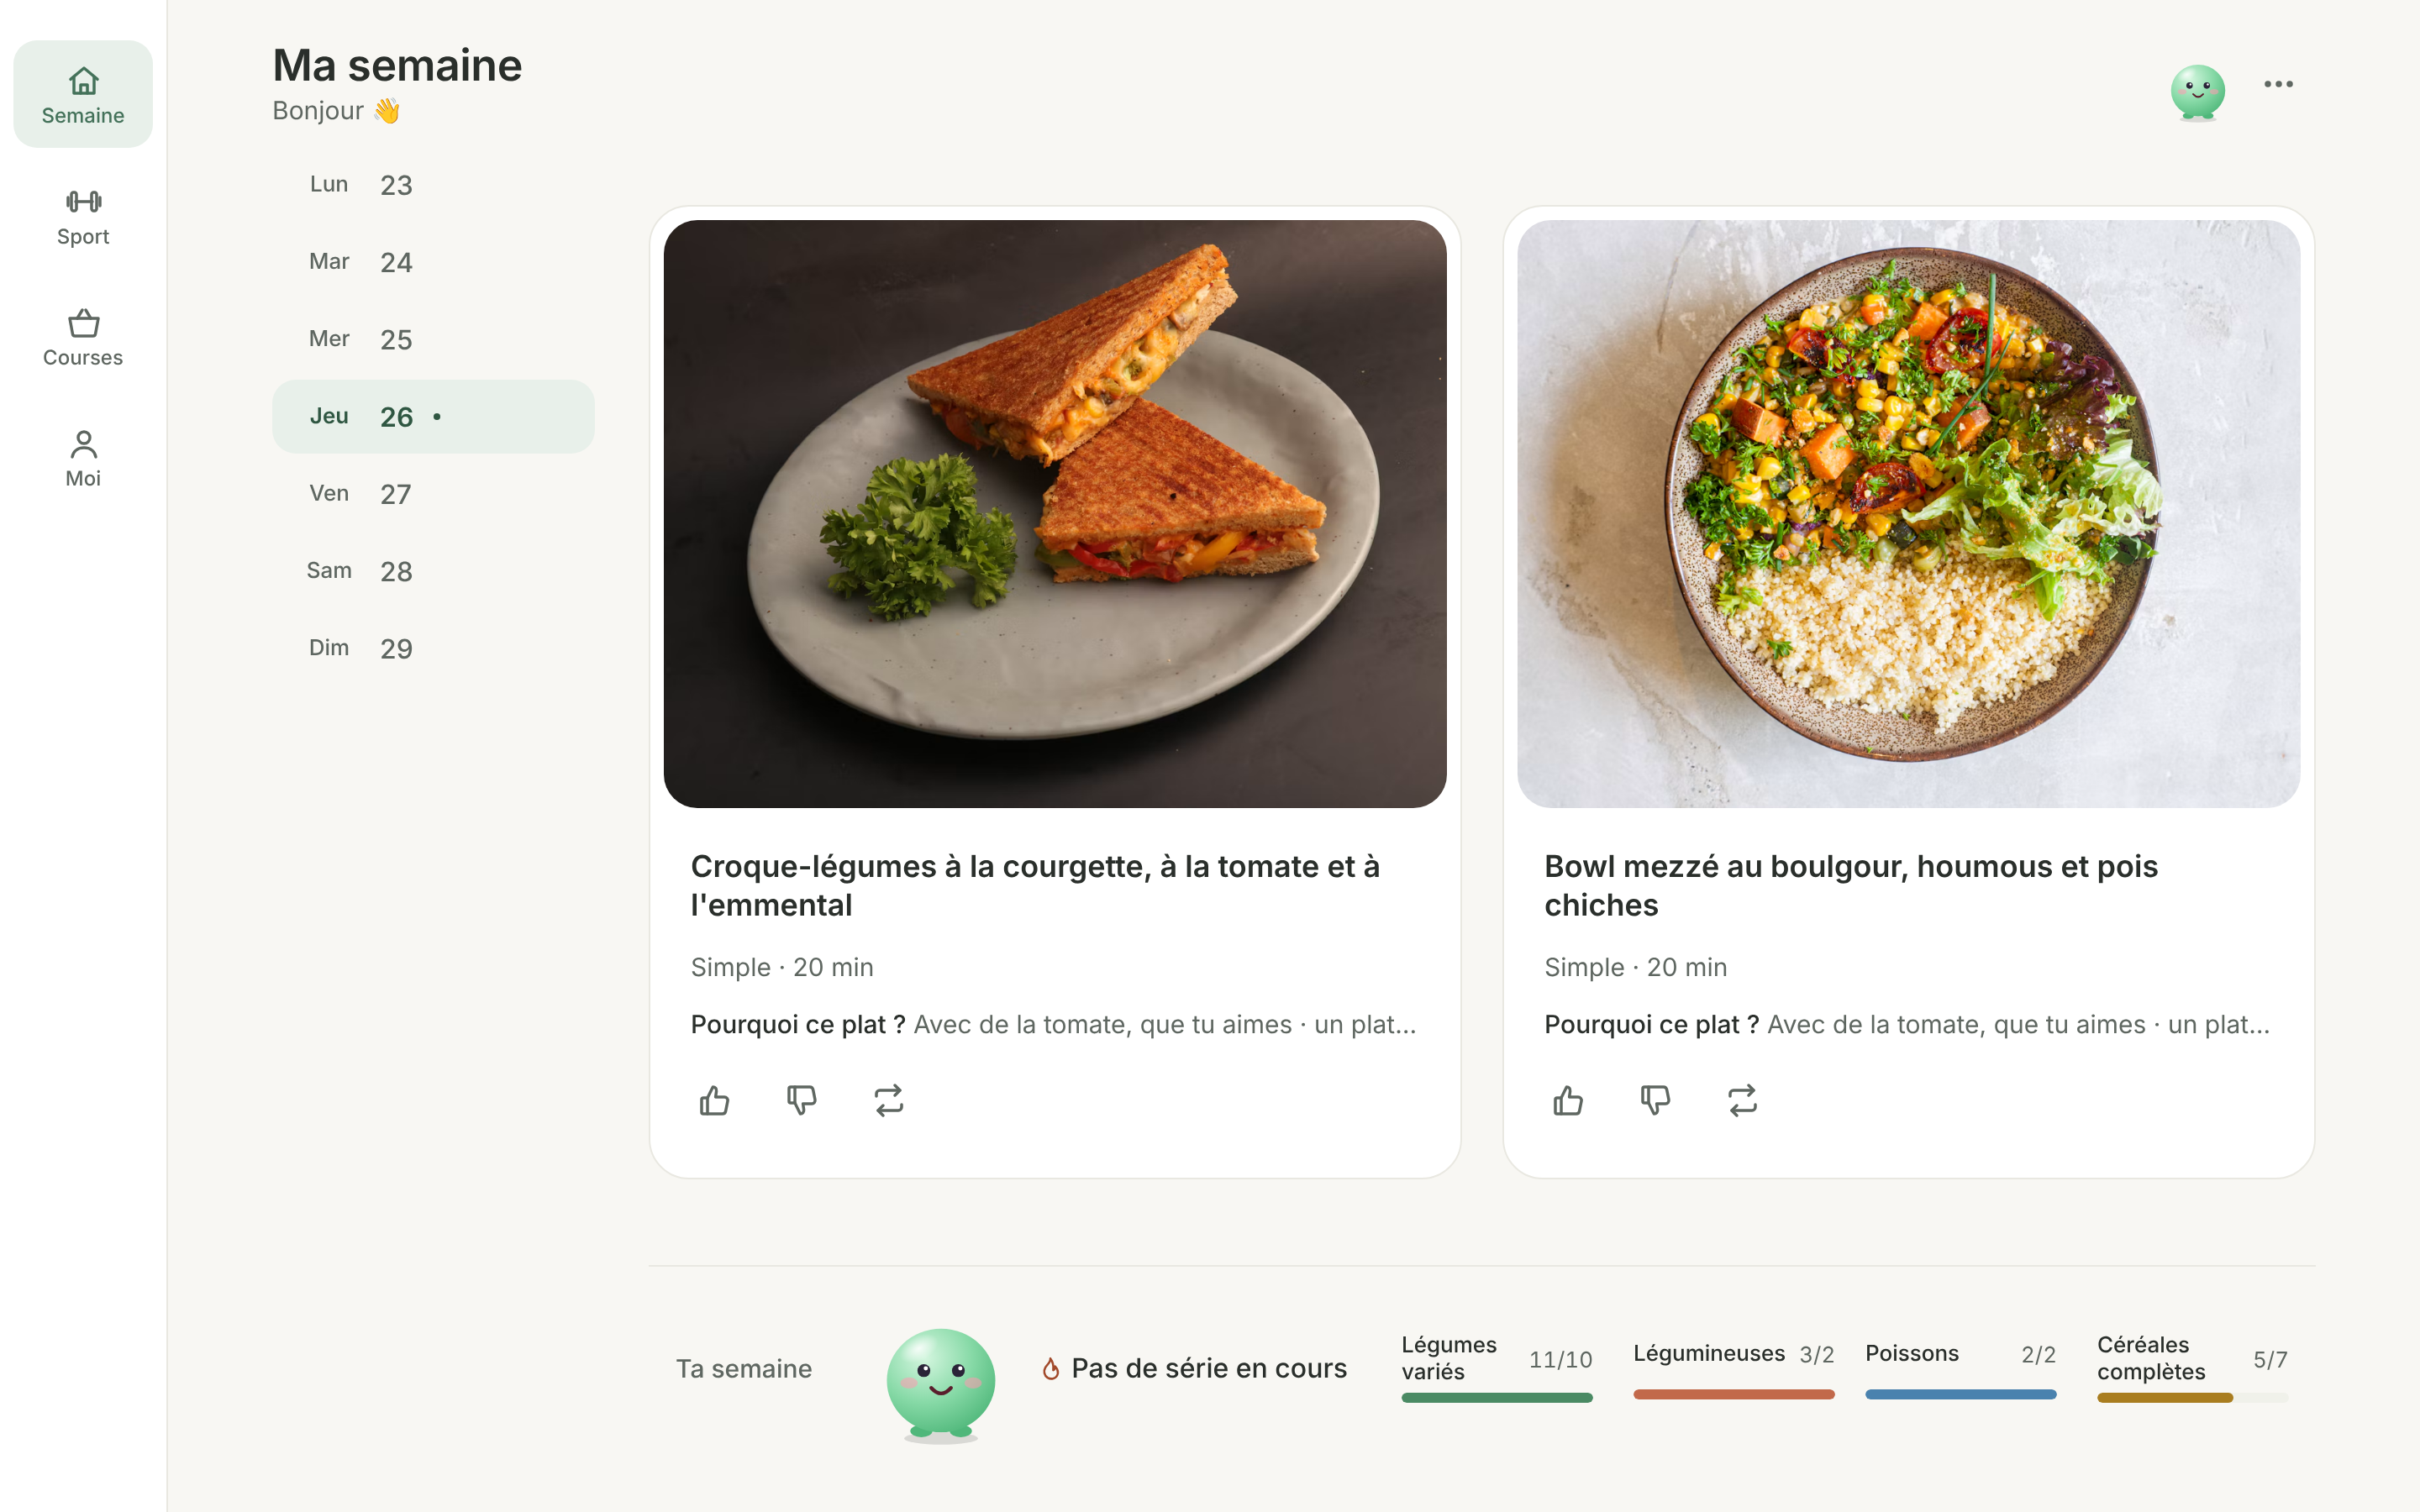 Semaine
Sport
Courses
Moi
Ma semaine
Bonjour 👋
Lun 23
Mar 24
Mer 25
Jeu 26 •
Ven 27
Sam 28
Dim 29
Croque-légumes à la courgette, à la tomate et à
l'emmental
Simple · 20 min
Pourquoi ce plat ? Avec de la tomate, que tu aimes · un plat…
Bowl mezzé au boulgour, houmous et pois
chiches
Simple · 20 min
Pourquoi ce plat ? Avec de la tomate, que tu aimes · un plat…
Ta semaine
Pas de série en cours
Légumes
variés 11/10
Légumineuses 3/2
Poissons 2/2
Céréales
complètes 5/7